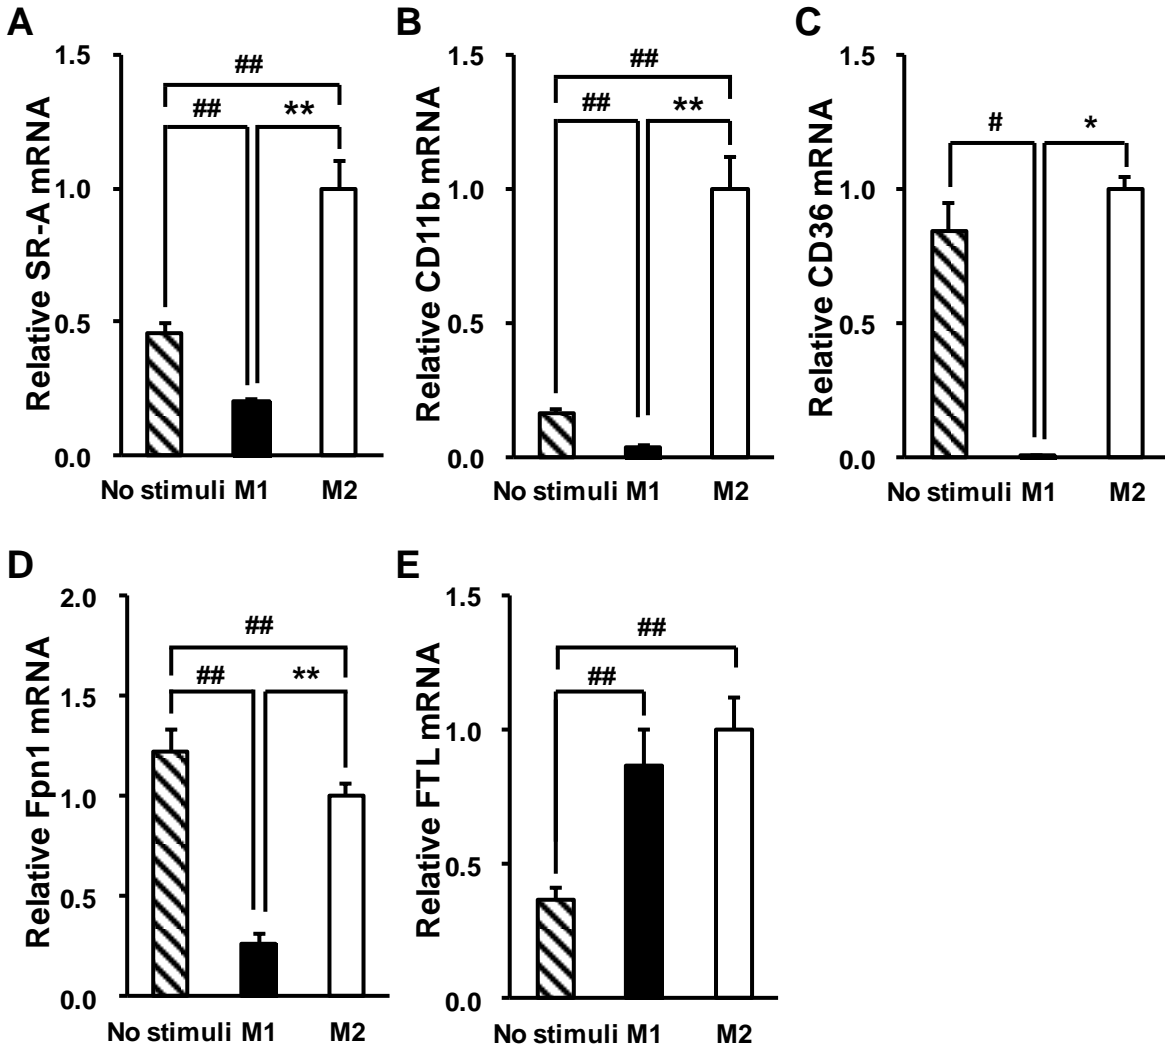 A
Relative SR-A mRNA
1.5
1.0
0.5
0.0
##
##
**
No stimuli M1 M2
B
Relative CD11b mRNA
1.5
1.0
0.5
0.0
##
##
**
No stimuli M1 M2
C
Relative CD36 mRNA
1.5
1.0
0.5
0.0
#
*
No stimuli M1 M2
D
Relative Fpn1 mRNA
2.0
1.5
1.0
0.5
0.0
##
##
**
No stimuli M1 M2
E
Relative FTL mRNA
1.5
1.0
0.5
0.0
##
##
No stimuli M1 M2